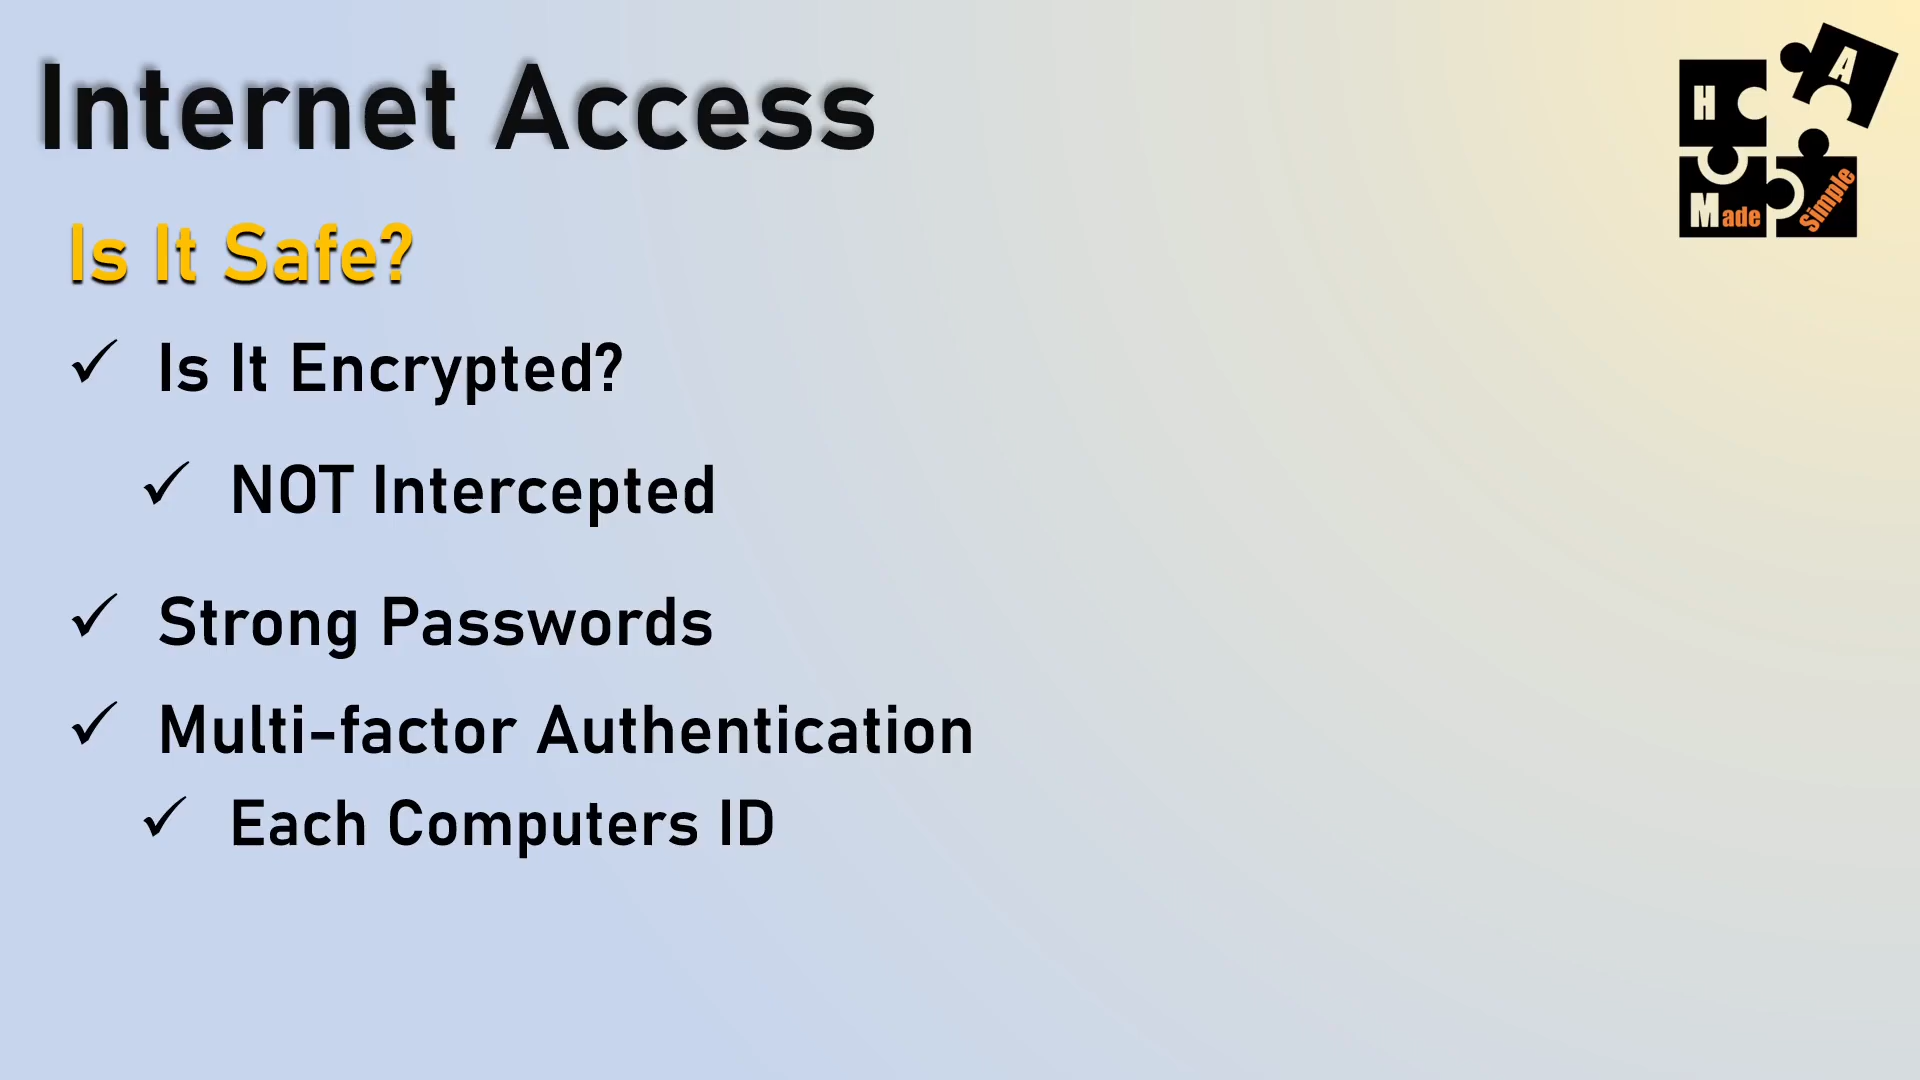 Internet Access
Is It Safe?
Is It Encrypted?
NOT Intercepted
Strong Passwords
Multi-factor Authentication
Each Computers ID
H A
Made Simple